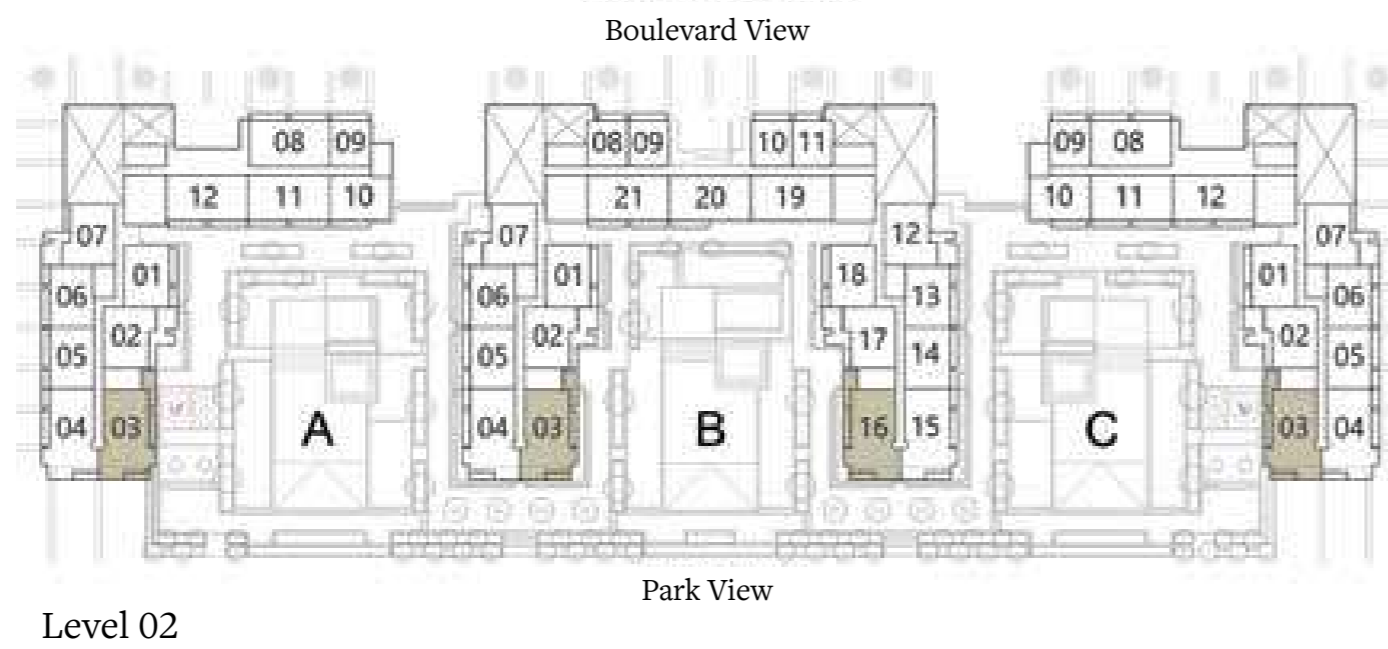 Boulevard View
08 09 08 09 10 11 09 08
12 11 10 21 20 19 10 11 12
07 07 12 07
01 01 18 01
06 06 13 06
02 02 17 02
05 05 14 05
04 03 A 04 03 B 16 15 C 03 04
Park View
Level 02